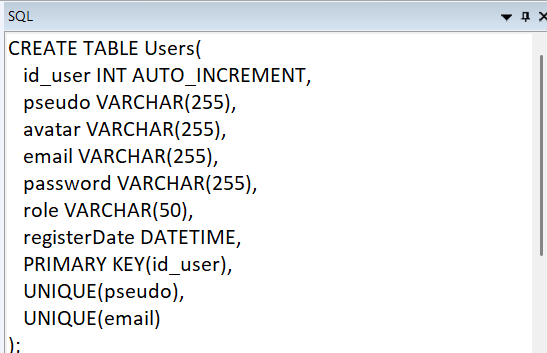 SQL
CREATE TABLE Users(
id_user INT AUTO_INCREMENT,
pseudo VARCHAR(255),
avatar VARCHAR(255),
email VARCHAR(255),
password VARCHAR(255),
role VARCHAR(50),
registerDate DATETIME,
PRIMARY KEY(id_user),
UNIQUE(pseudo),
UNIQUE(email)
);